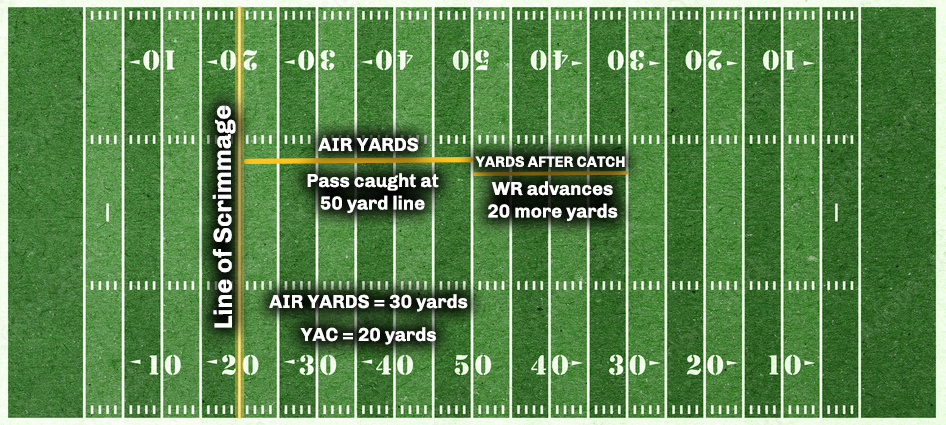 10 20 30 40 50 40 30 20 10
Line of Scrimmage
AIR YARDS
Pass caught at
50 yard line
YARDS AFTER CATCH
WR advances
20 more yards
AIR YARDS = 30 yards
YAC = 20 yards
10 20 30 40 50 40 30 20 10